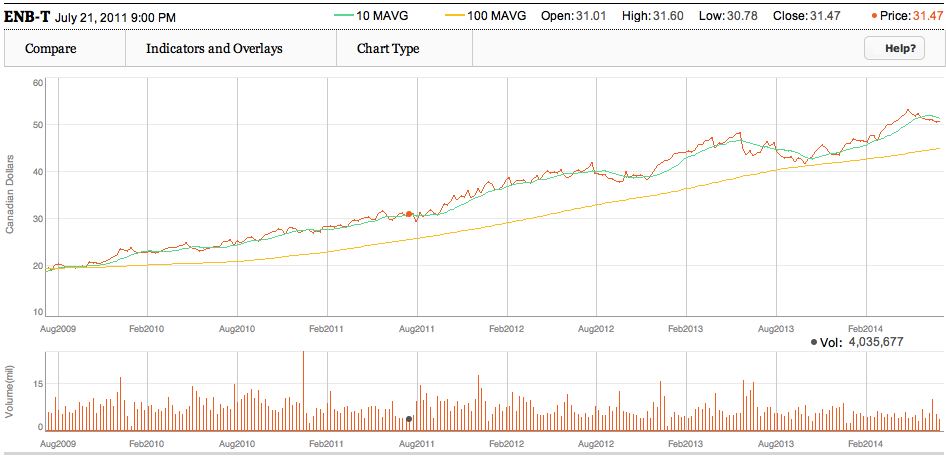 ENB-T July 21, 2011 9:00 PM 10 MAVG 100 MAVG Open: 31.01 High: 31.60 Low: 30.78 Close: 31.47 Price: 31.47
Compare Indicators and Overlays Chart Type Help?
60
50
40
30
20
10
Canadian Dollars
Aug2009 Feb2010 Aug2010 Feb2011 Aug2011 Feb2012 Aug2012 Feb2013 Aug2013 Feb2014
Vol: 4,035,677
15
0
Volume(mil)
Aug2009 Feb2010 Aug2010 Feb2011 Aug2011 Feb2012 Aug2012 Feb2013 Aug2013 Feb2014